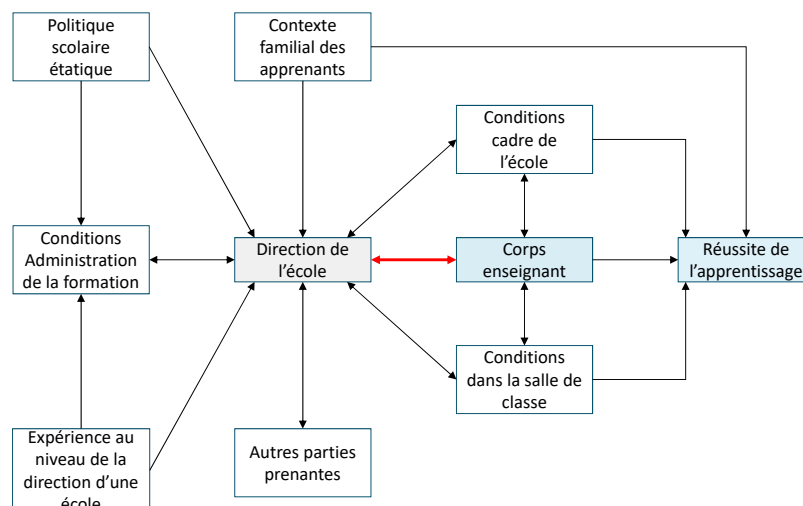 Politique
scolaire
étatique
Contexte
familial des
apprenants
Conditions
cadre de
l'école
Conditions
Administration
de la formation
Direction de
l'école
Corps
enseignant
Réussite de
l'apprentissage
Conditions
dans la salle de
classe
Expérience au
niveau de la
direction d'une
école
Autres parties
prenantes